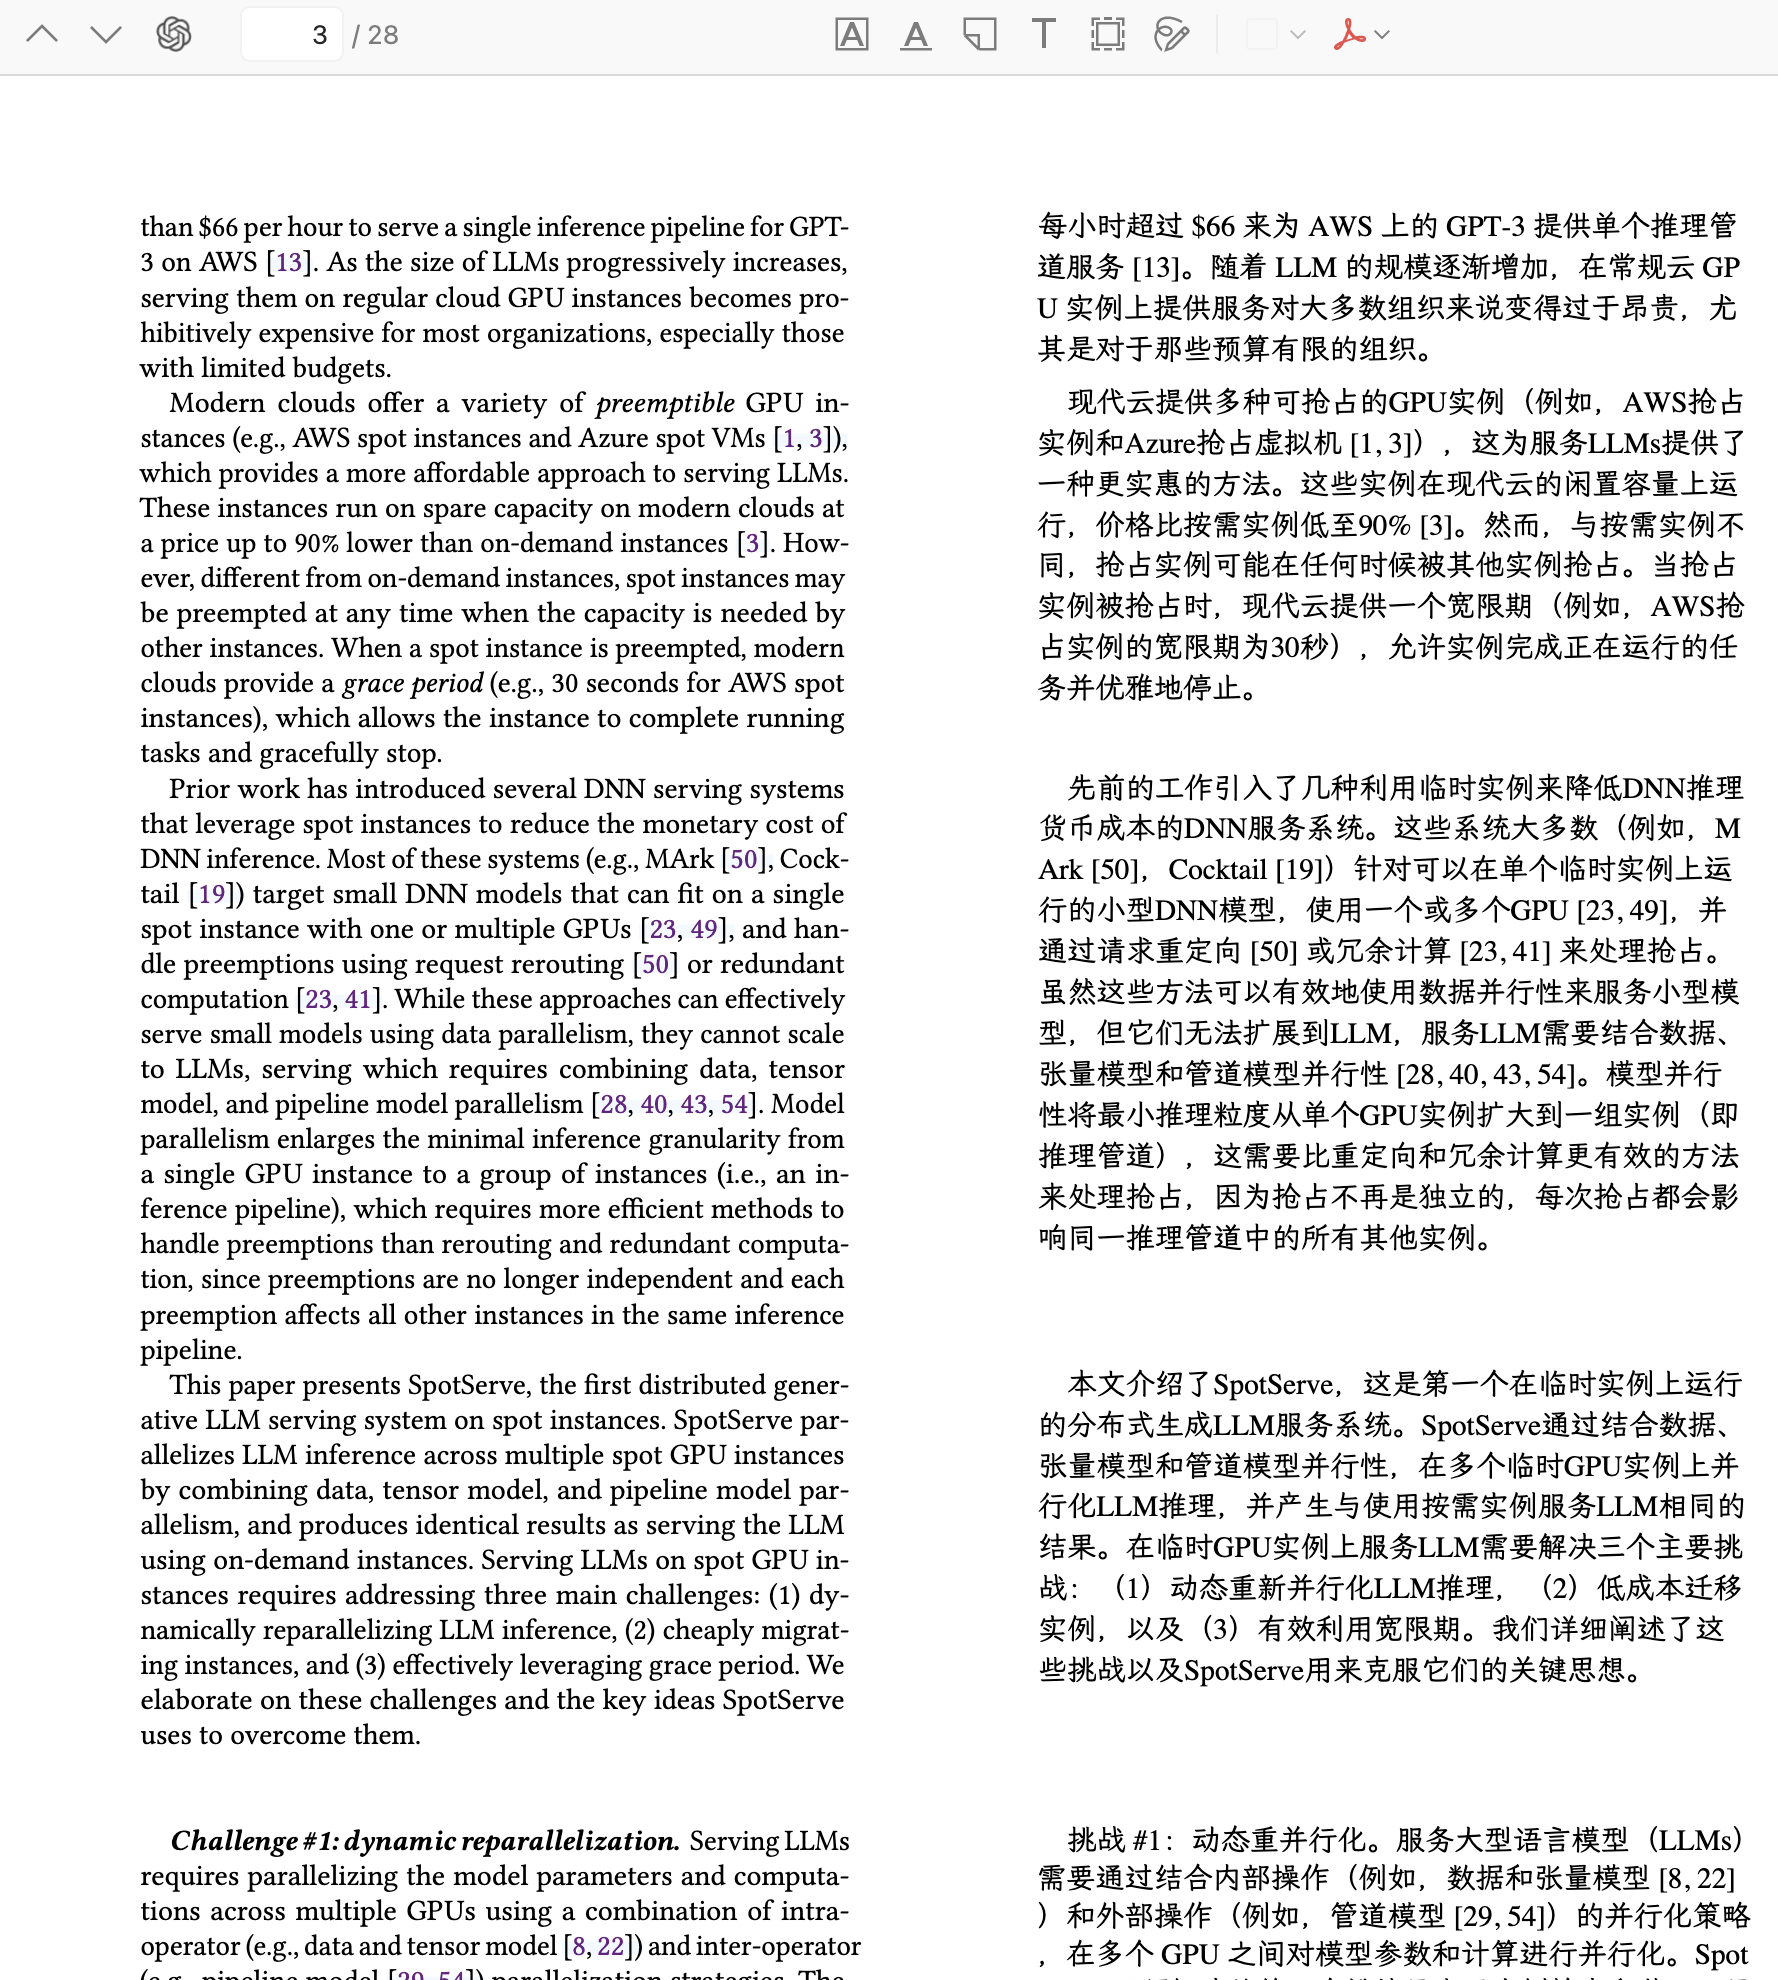 3 / 28
than $66 per hour to serve a single inference pipeline for GPT-
3 on AWS [13]. As the size of LLMs progressively increases,
serving them on regular cloud GPU instances becomes pro-
hibitively expensive for most organizations, especially those
with limited budgets.
Modern clouds offer a variety of preemptible GPU in-
stances (e.g., AWS spot instances and Azure spot VMs [1, 3]),
which provides a more affordable approach to serving LLMs.
These instances run on spare capacity on modern clouds at
a price up to 90% lower than on-demand instances [3]. How-
ever, different from on-demand instances, spot instances may
be preempted at any time when the capacity is needed by
other instances. When a spot instance is preempted, modern
clouds provide a grace period (e.g., 30 seconds for AWS spot
instances), which allows the instance to complete running
tasks and gracefully stop.
Prior work has introduced several DNN serving systems
that leverage spot instances to reduce the monetary cost of
DNN inference. Most of these systems (e.g., MArk [50], Cock-
tail [19]) target small DNN models that can fit on a single
spot instance with one or multiple GPUs [23, 49], and han-
dle preemptions using request rerouting [50] or redundant
computation [23, 41]. While these approaches can effectively
serve small models using data parallelism, they cannot scale
to LLMs, serving which requires combining data, tensor
model, and pipeline model parallelism [28, 40, 43, 54]. Model
parallelism enlarges the minimal inference granularity from
a single GPU instance to a group of instances (i.e., an in-
ference pipeline), which requires more efficient methods to
handle preemptions than rerouting and redundant computa-
tion, since preemptions are no longer independent and each
preemption affects all other instances in the same inference
pipeline.
This paper presents SpotServe, the first distributed gener-
ative LLM serving system on spot instances. SpotServe par-
allelizes LLM inference across multiple spot GPU instances
by combining data, tensor model, and pipeline model par-
allelism, and produces identical results as serving the LLM
using on-demand instances. Serving LLMs on spot GPU in-
stances requires addressing three main challenges: (1) dy-
namically reparallelizing LLM inference, (2) cheaply migrat-
ing instances, and (3) effectively leveraging grace period. We
elaborate on these challenges and the key ideas SpotServe
uses to overcome them.
Challenge #1: dynamic reparallelization. Serving LLMs
requires parallelizing the model parameters and computa-
tions across multiple GPUs using a combination of intra-
operator (e.g., data and tensor model [8, 22]) and inter-operator
(e.g., pipeline model [29, 54]) parallelization strategies. The
每小时超过 $66 来为 AWS 上的 GPT-3 提供单个推理管
道服务 [13]。随着 LLM 的规模逐渐增加，在常规云 GP
U 实例上提供服务对大多数组织来说变得过于昂贵，尤
其是对于那些预算有限的组织。
现代云提供多种可抢占的GPU实例（例如，AWS抢占
实例和Azure抢占虚拟机 [1, 3]），这为服务LLMs提供了
一种更实惠的方法。这些实例在现代云的闲置容量上运
行，价格比按需实例低至90% [3]。然而，与按需实例不
同，抢占实例可能在任何时候被其他实例抢占。当抢占
实例被抢占时，现代云提供一个宽限期（例如，AWS抢
占实例的宽限期为30秒），允许实例完成正在运行的任
务并优雅地停止。
先前的工作引入了几种利用临时实例来降低DNN推理
货币成本的DNN服务系统。这些系统大多数（例如，M
Ark [50]，Cocktail [19]）针对可以在单个临时实例上运
行的小型DNN模型，使用一个或多个GPU [23, 49]，并
通过请求重定向 [50] 或冗余计算 [23, 41] 来处理抢占。
虽然这些方法可以有效地使用数据并行性来服务小型模
型，但它们无法扩展到LLM，服务LLM需要结合数据、
张量模型和管道模型并行性 [28, 40, 43, 54]。模型并行
性将最小推理粒度从单个GPU实例扩大到一组实例（即
推理管道），这需要比重定向和冗余计算更有效的方法
来处理抢占，因为抢占不再是独立的，每次抢占都会影
响同一推理管道中的所有其他实例。
本文介绍了SpotServe，这是第一个在临时实例上运行
的分布式生成LLM服务系统。SpotServe通过结合数据、
张量模型和管道模型并行性，在多个临时GPU实例上并
行化LLM推理，并产生与使用按需实例服务LLM相同的
结果。在临时GPU实例上服务LLM需要解决三个主要挑
战：（1）动态重新并行化LLM推理，（2）低成本迁移
实例，以及（3）有效利用宽限期。我们详细阐述了这
些挑战以及SpotServe用来克服它们的关键思想。
挑战 #1：动态重并行化。服务大型语言模型（LLMs）
需要通过结合内部操作（例如，数据和张量模型 [8, 22]
）和外部操作（例如，管道模型 [29, 54]）的并行化策略
，在多个 GPU 之间对模型参数和计算进行并行化。Spot